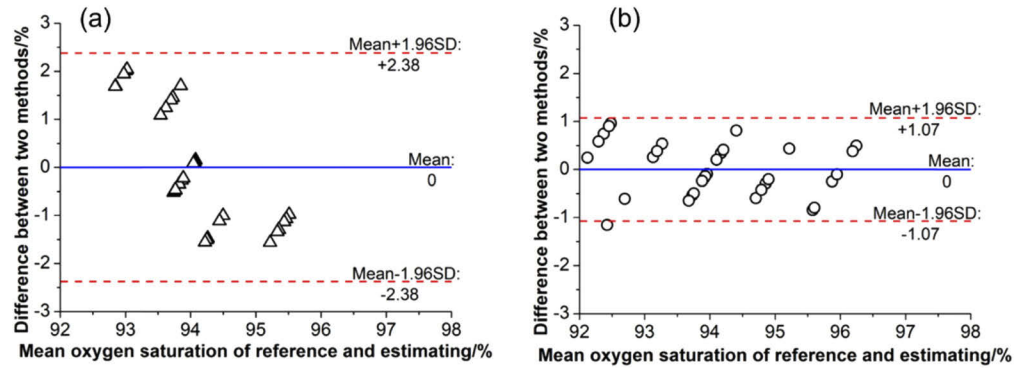 (a)
Difference between two methods/%
3
2
1
0
-1
-2
-3
Mean+1.96SD:
+2.38
Mean:
0
Mean-1.96SD:
-2.38
92 93 94 95 96 97 98
Mean oxygen saturation of reference and estimating/%
(b)
Difference between two methods/%
3
2
1
0
-1
-2
-3
Mean+1.96SD:
+1.07
Mean:
0
Mean-1.96SD:
-1.07
92 93 94 95 96 97 98
Mean oxygen saturation of reference and estimating/%